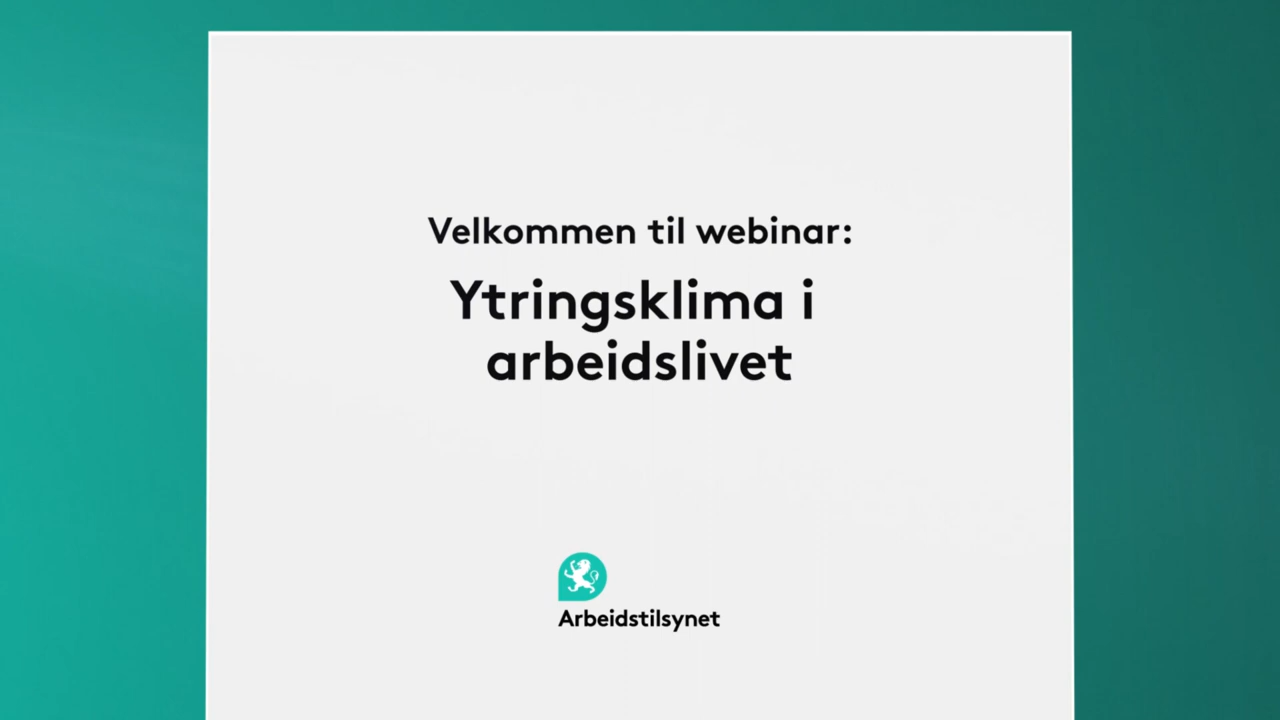 Velkommen til webinar:
Ytringsklima i
arbeidslivet
Arbeidstilsynet